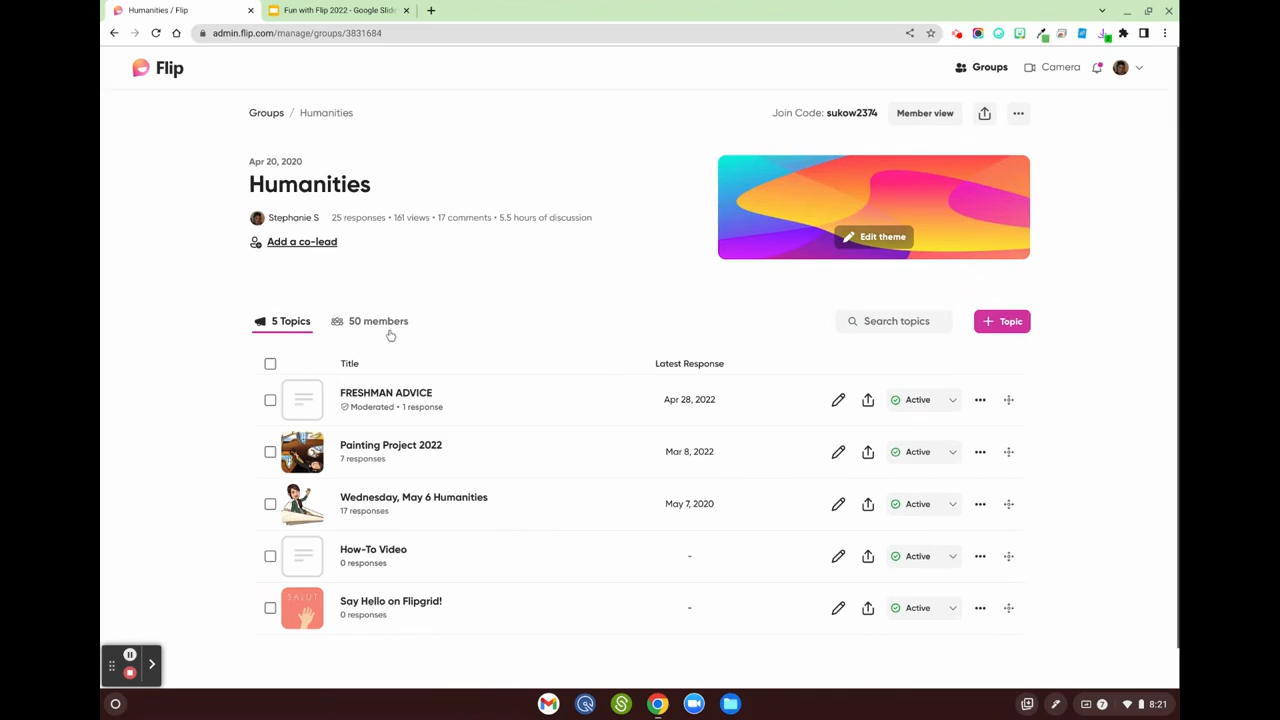 Humanities / Flip
Fun with Flip 2022 - Google Slide
admin.flip.com/manage/groups/3831684
Flip
Groups
Camera
Groups / Humanities
Join Code: sukow2374
Member view
Apr 20, 2020
Humanities
Stephanie S 25 responses • 161 views • 17 comments • 5.5 hours of discussion
Add a co-lead
Edit theme
5 Topics
50 members
Search topics
Topic
Title
Latest Response
FRESHMAN ADVICE
Moderated • 1 response
Apr 28, 2022
Active
Painting Project 2022
7 responses
Mar 8, 2022
Active
Wednesday, May 6 Humanities
17 responses
May 7, 2020
Active
How-To Video
0 responses
-
Active
SALUT
Say Hello on Flipgrid!
0 responses
-
Active
8:21